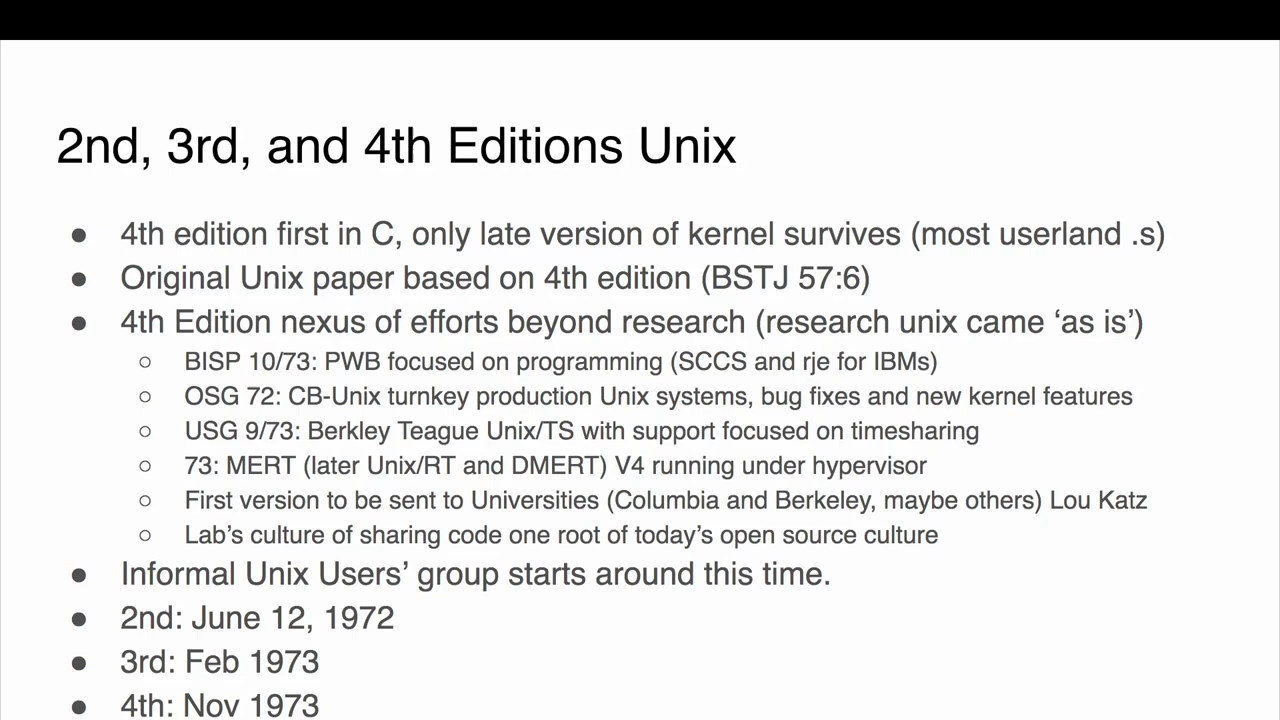 2nd, 3rd, and 4th Editions Unix
● 4th edition first in C, only late version of kernel survives (most userland .s)
● Original Unix paper based on 4th edition (BSTJ 57:6)
● 4th Edition nexus of efforts beyond research (research unix came ‘as is’)
○ BISP 10/73: PWB focused on programming (SCCS and rje for IBMs)
○ OSG 72: CB-Unix turnkey production Unix systems, bug fixes and new kernel features
○ USG 9/73: Berkley Teague Unix/TS with support focused on timesharing
○ 73: MERT (later Unix/RT and DMERT) V4 running under hypervisor
○ First version to be sent to Universities (Columbia and Berkeley, maybe others) Lou Katz
○ Lab’s culture of sharing code one root of today’s open source culture
● Informal Unix Users’ group starts around this time.
● 2nd: June 12, 1972
● 3rd: Feb 1973
● 4th: Nov 1973